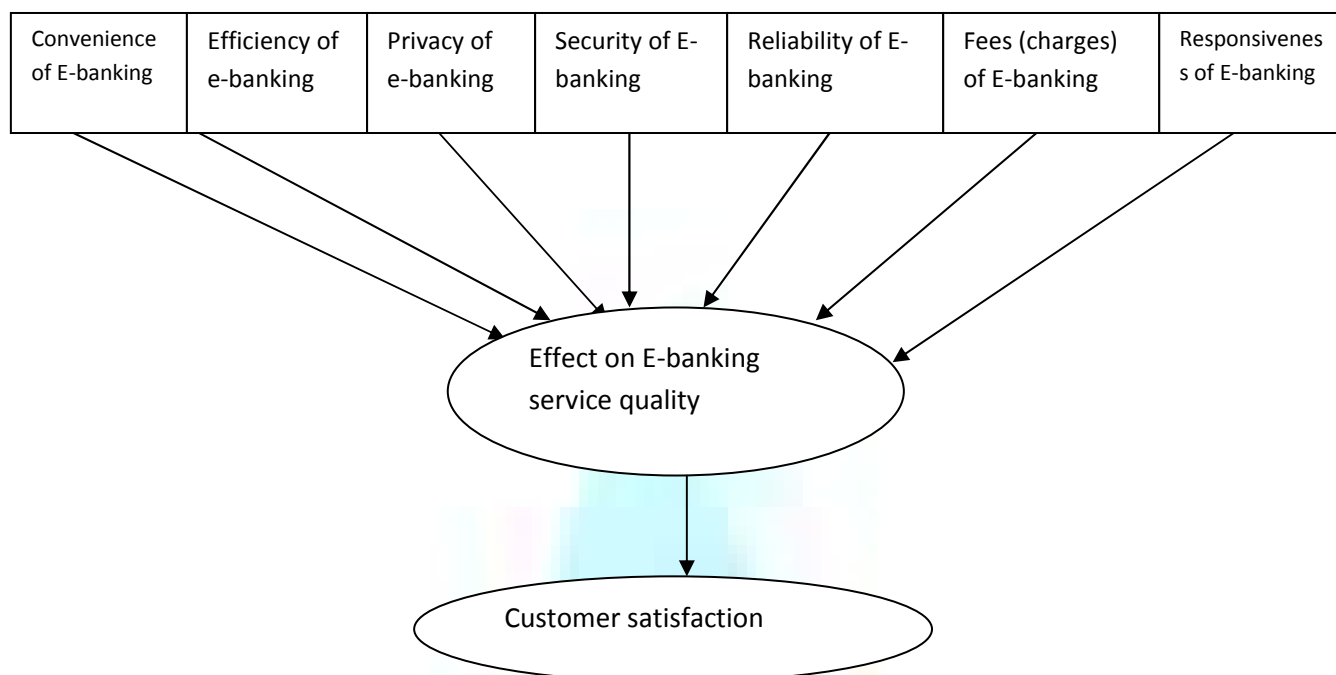 Convenience
of E-banking
Efficiency of
e-banking
Privacy of
e-banking
Security of E-
banking
Reliability of E-
banking
Fees (charges)
of E-banking
Responsivenes
s of E-banking
Effect on E-banking
service quality
Customer satisfaction